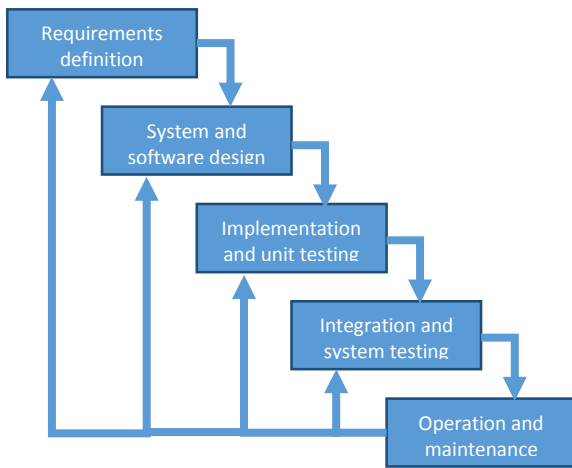 Requirements
definition
System and
software design
Implementation
and unit testing
Integration and
system testing
Operation and
maintenance